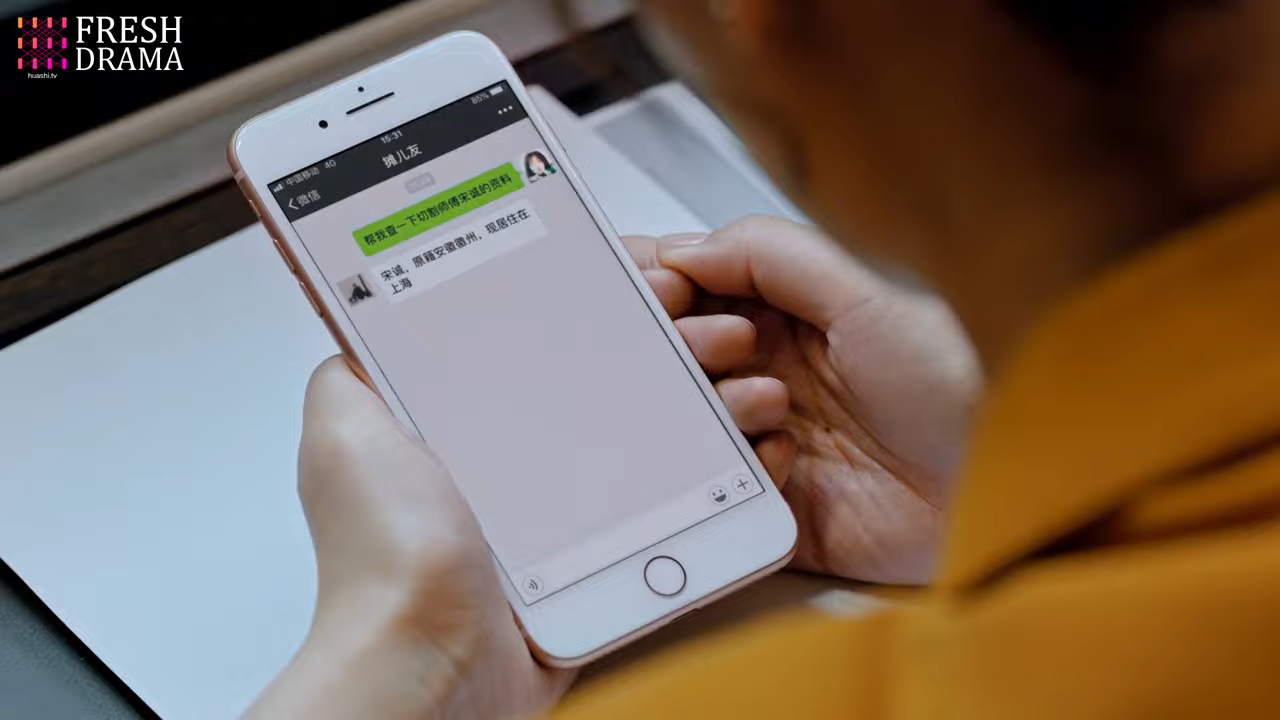 FRESH
DRAMA
huashi.tv
中国移动 4G 15:31 85%
微信 摊儿友
帮我查一下切割师傅宋诚的资料
宋诚，原籍安徽徽州，现居住在
上海